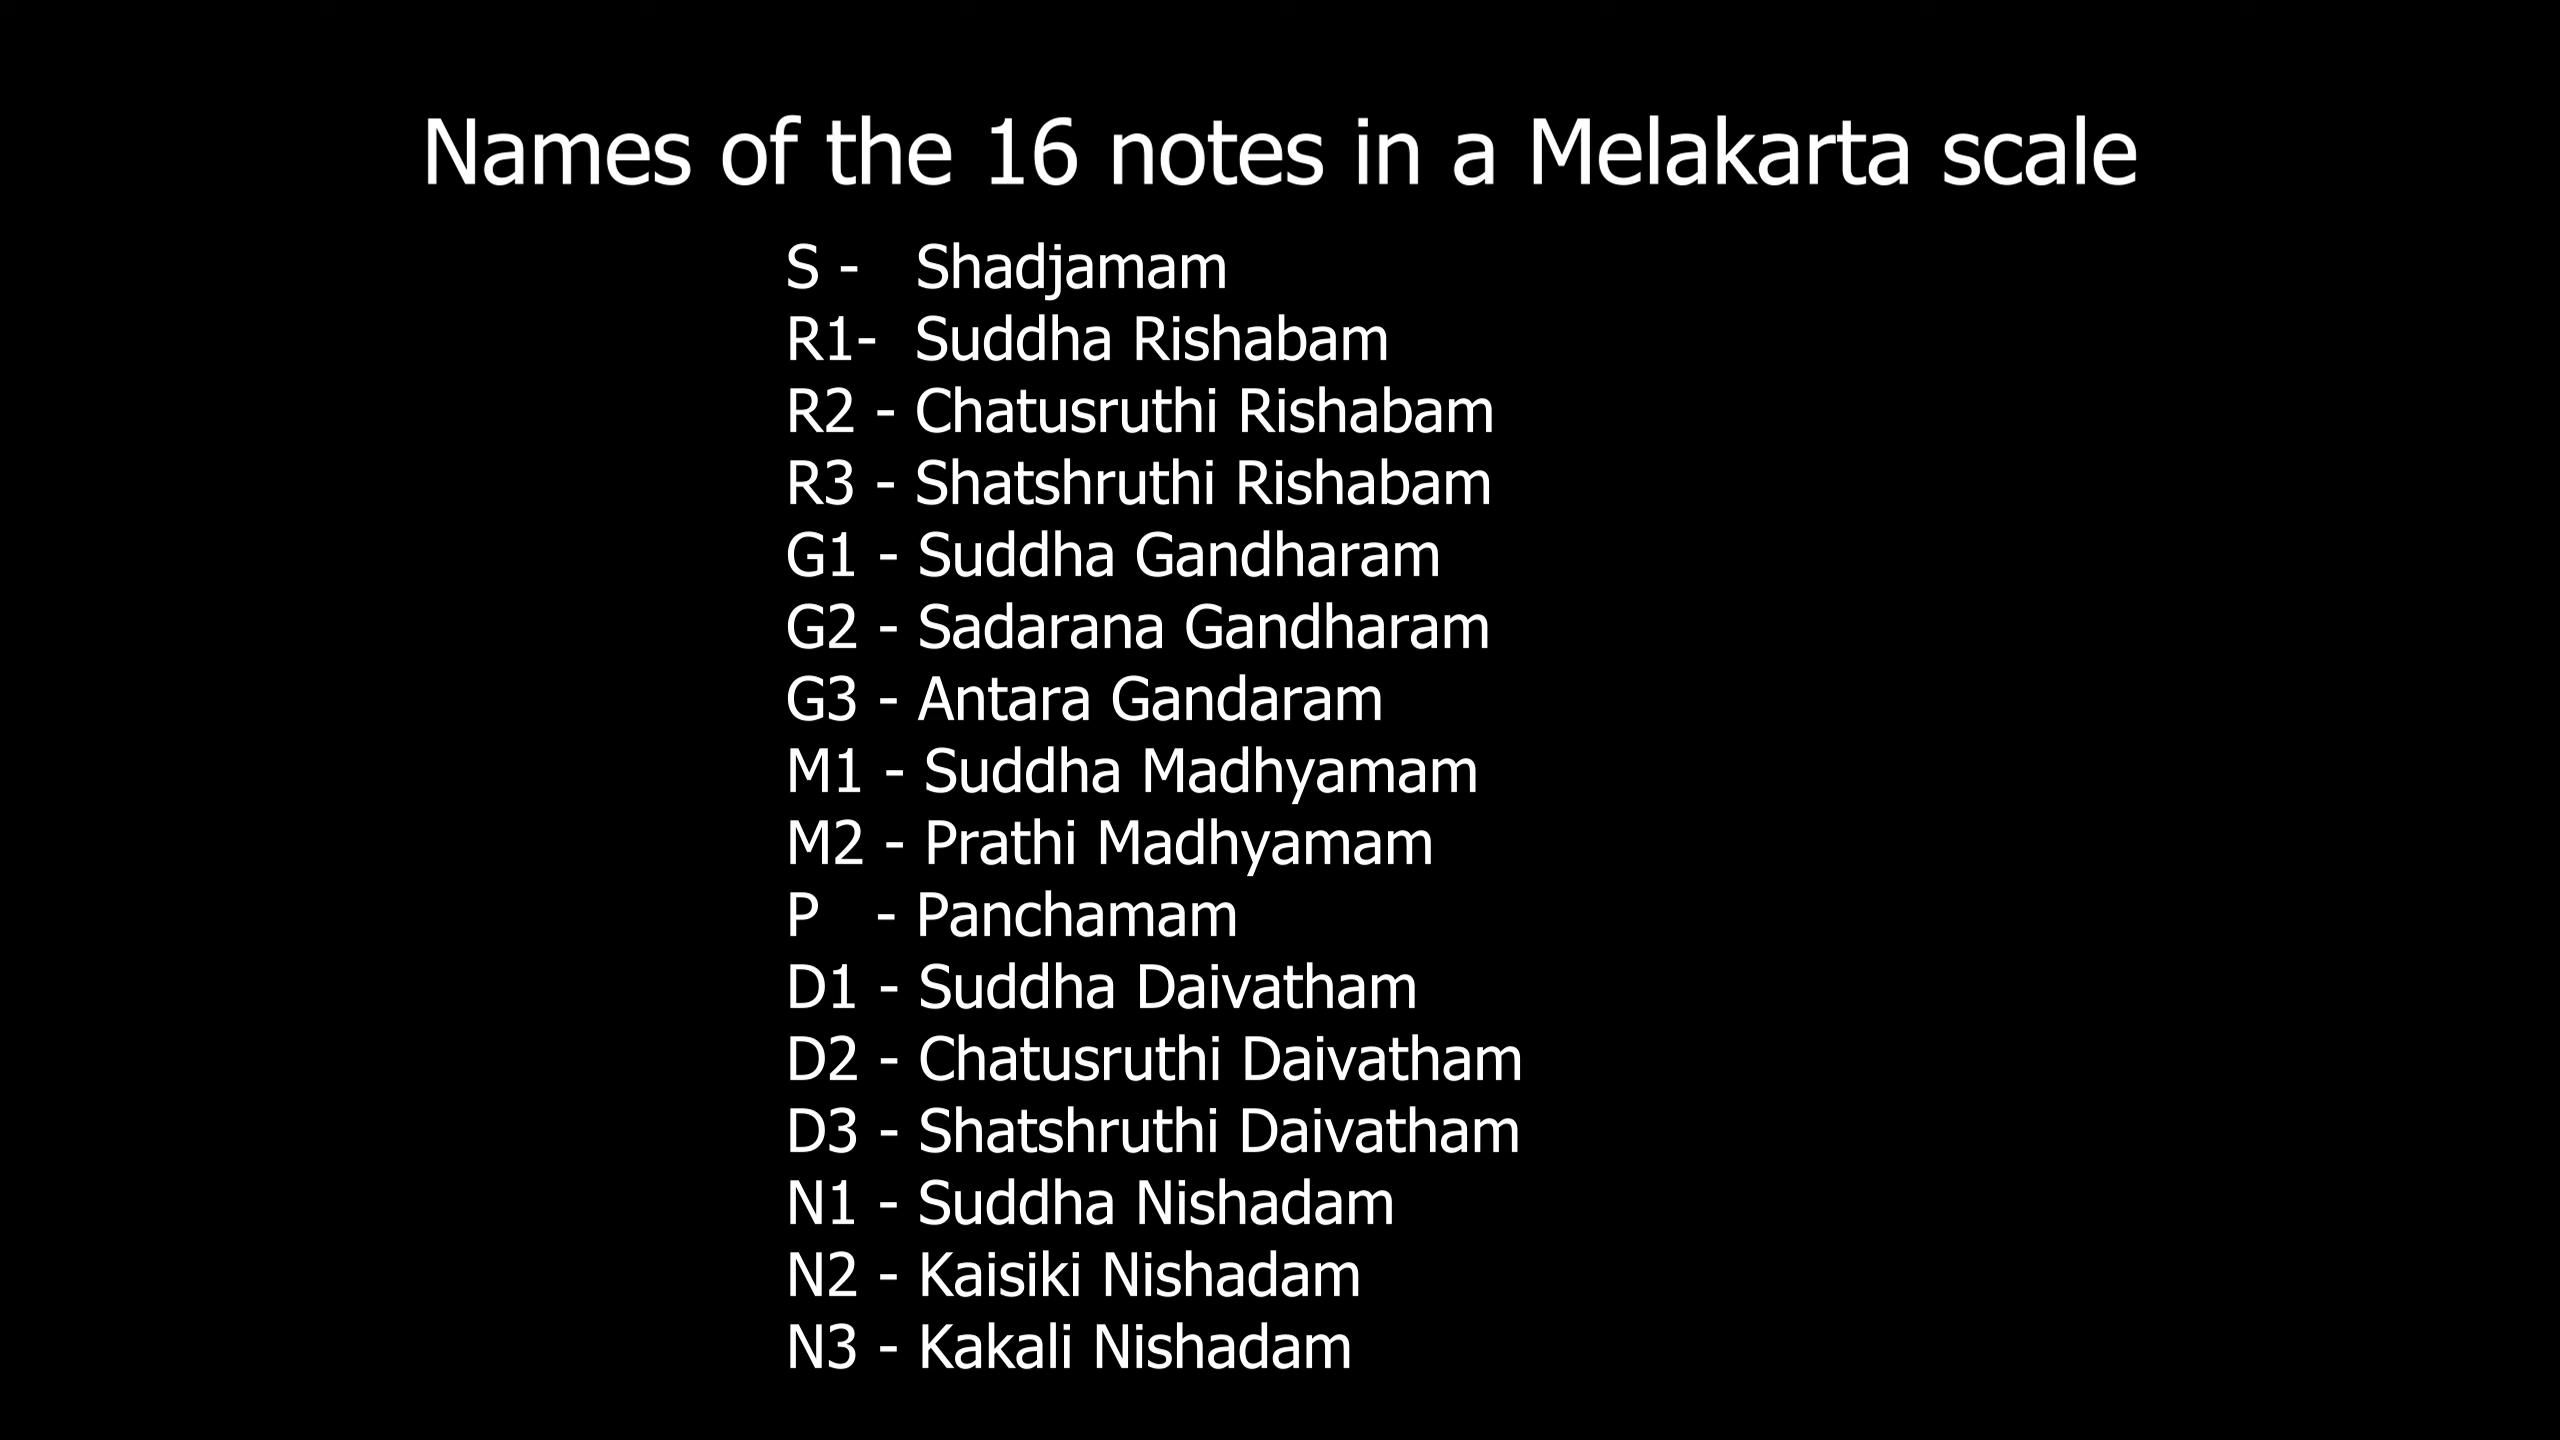 Names of the 16 notes in a Melakarta scale
S - Shadjamam
R1- Suddha Rishabam
R2 - Chatusruthi Rishabam
R3 - Shatshruthi Rishabam
G1 - Suddha Gandharam
G2 - Sadarana Gandharam
G3 - Antara Gandaram
M1 - Suddha Madhyamam
M2 - Prathi Madhyamam
P - Panchamam
D1 - Suddha Daivatham
D2 - Chatusruthi Daivatham
D3 - Shatshruthi Daivatham
N1 - Suddha Nishadam
N2 - Kaisiki Nishadam
N3 - Kakali Nishadam